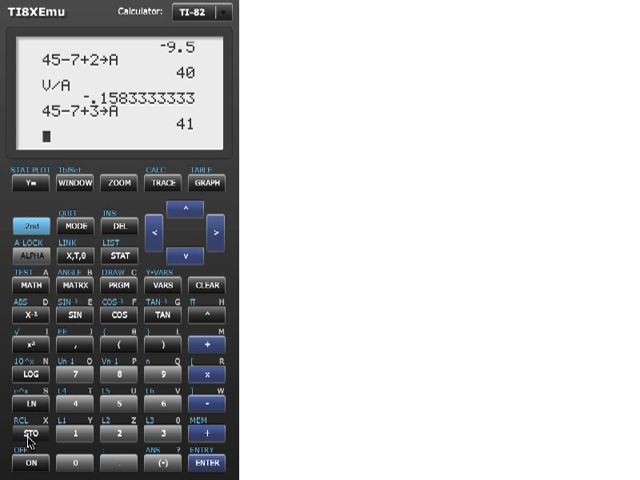 TI8XEmu Calculator: TI-82
-9.5
45-7+2→A
40
V/A
-.1583333333
45-7+3→A
41
STAT PLOT TblSet CALC TABLE
Y= WINDOW ZOOM TRACE GRAPH
QUIT INS
2nd MODE DEL < ^ > v
A-LOCK LINK LIST
ALPHA X,T,θ STAT
TEST A ANGLE B DRAW C Y-VARS
MATH MATRX PRGM VARS CLEAR
ABS D SIN-1 E COS-1 F TAN-1 G π H
X-1 SIN COS TAN ^
√ I EE J { θ } L M
x² , ( ) +
10^x N Un-1 O Vn-1 P n Q [ R
LOG 7 8 9 x
e^x S L4 T L5 U L6 V ] W
LN 4 5 6 -
RCL X L1 Y L2 Z L3 θ MEM
STO 1 2 3 +
OFF ANS ? ENTRY
ON 0 . (-) ENTER